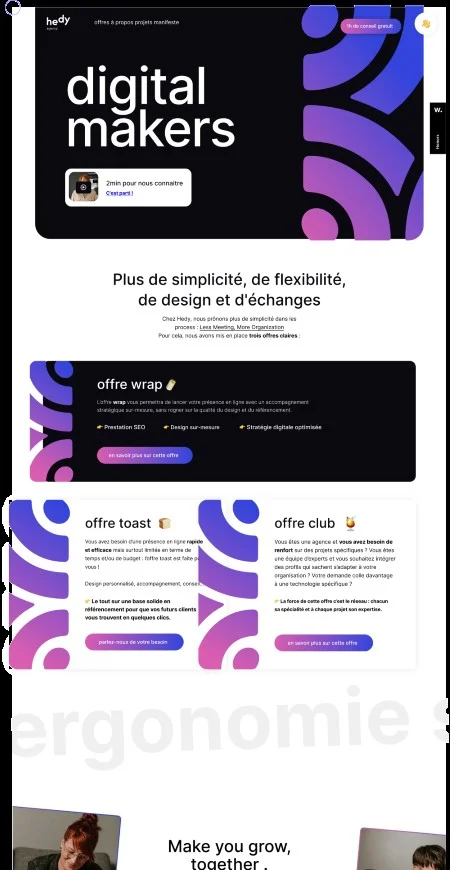 hedy
agency
offres à propos projets manifeste
1h de conseil gratuit
w.
Honors
digital
makers
2min pour nous connaitre
C'est parti !
Plus de simplicité, de flexibilité,
de design et d'échanges
Chez Hedy, nous prônons plus de simplicité dans les
process : Less Meeting, More Organization
Pour cela, nous avons mis en place trois offres claires :
offre wrap
L'offre wrap vous permettra de lancer votre présence en ligne avec un accompagnement
stratégique sur-mesure, sans rogner sur la qualité du design et du référencement.
Prestation SEO
Design sur-mesure
Stratégie digitale optimisée
en savoir plus sur cette offre
offre toast
Vous avez besoin d'une présence en ligne rapide
et efficace mais surtout limitée en terme de
temps et/ou de budget : l'offre toast est faite
vous !
Design personnalisé, accompagnement,
Le tout sur une base solide en
référencement pour que vos futurs clients
vous trouvent en quelques clics.
parlez-nous de votre besoin
offre club
Vous êtes une agence et vous avez besoin de
renfort sur des projets spécifiques ? Vous êtes
une équipe d'experts et vous souhaitez intégrer
des profils qui sachent s'adapter à votre
organisation ? Votre demande colle davantage
à une technologie spécifique ?
La force de cette offre c'est le réseau : chacun
sa spécialité et à chaque projet son expertise.
en savoir plus sur cette offre
ergonomie s
Make you grow,
together .